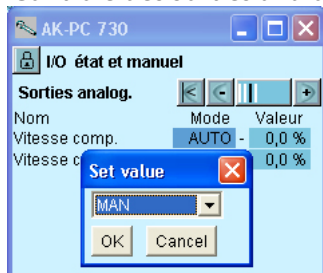 AK-PC 730
I/O état et manuel
Sorties analog.
Nom Mode Valeur
Vitesse comp. AUTO - 0,0 %
Vitesse c 0,0 %
Set value
MAN
OK Cancel